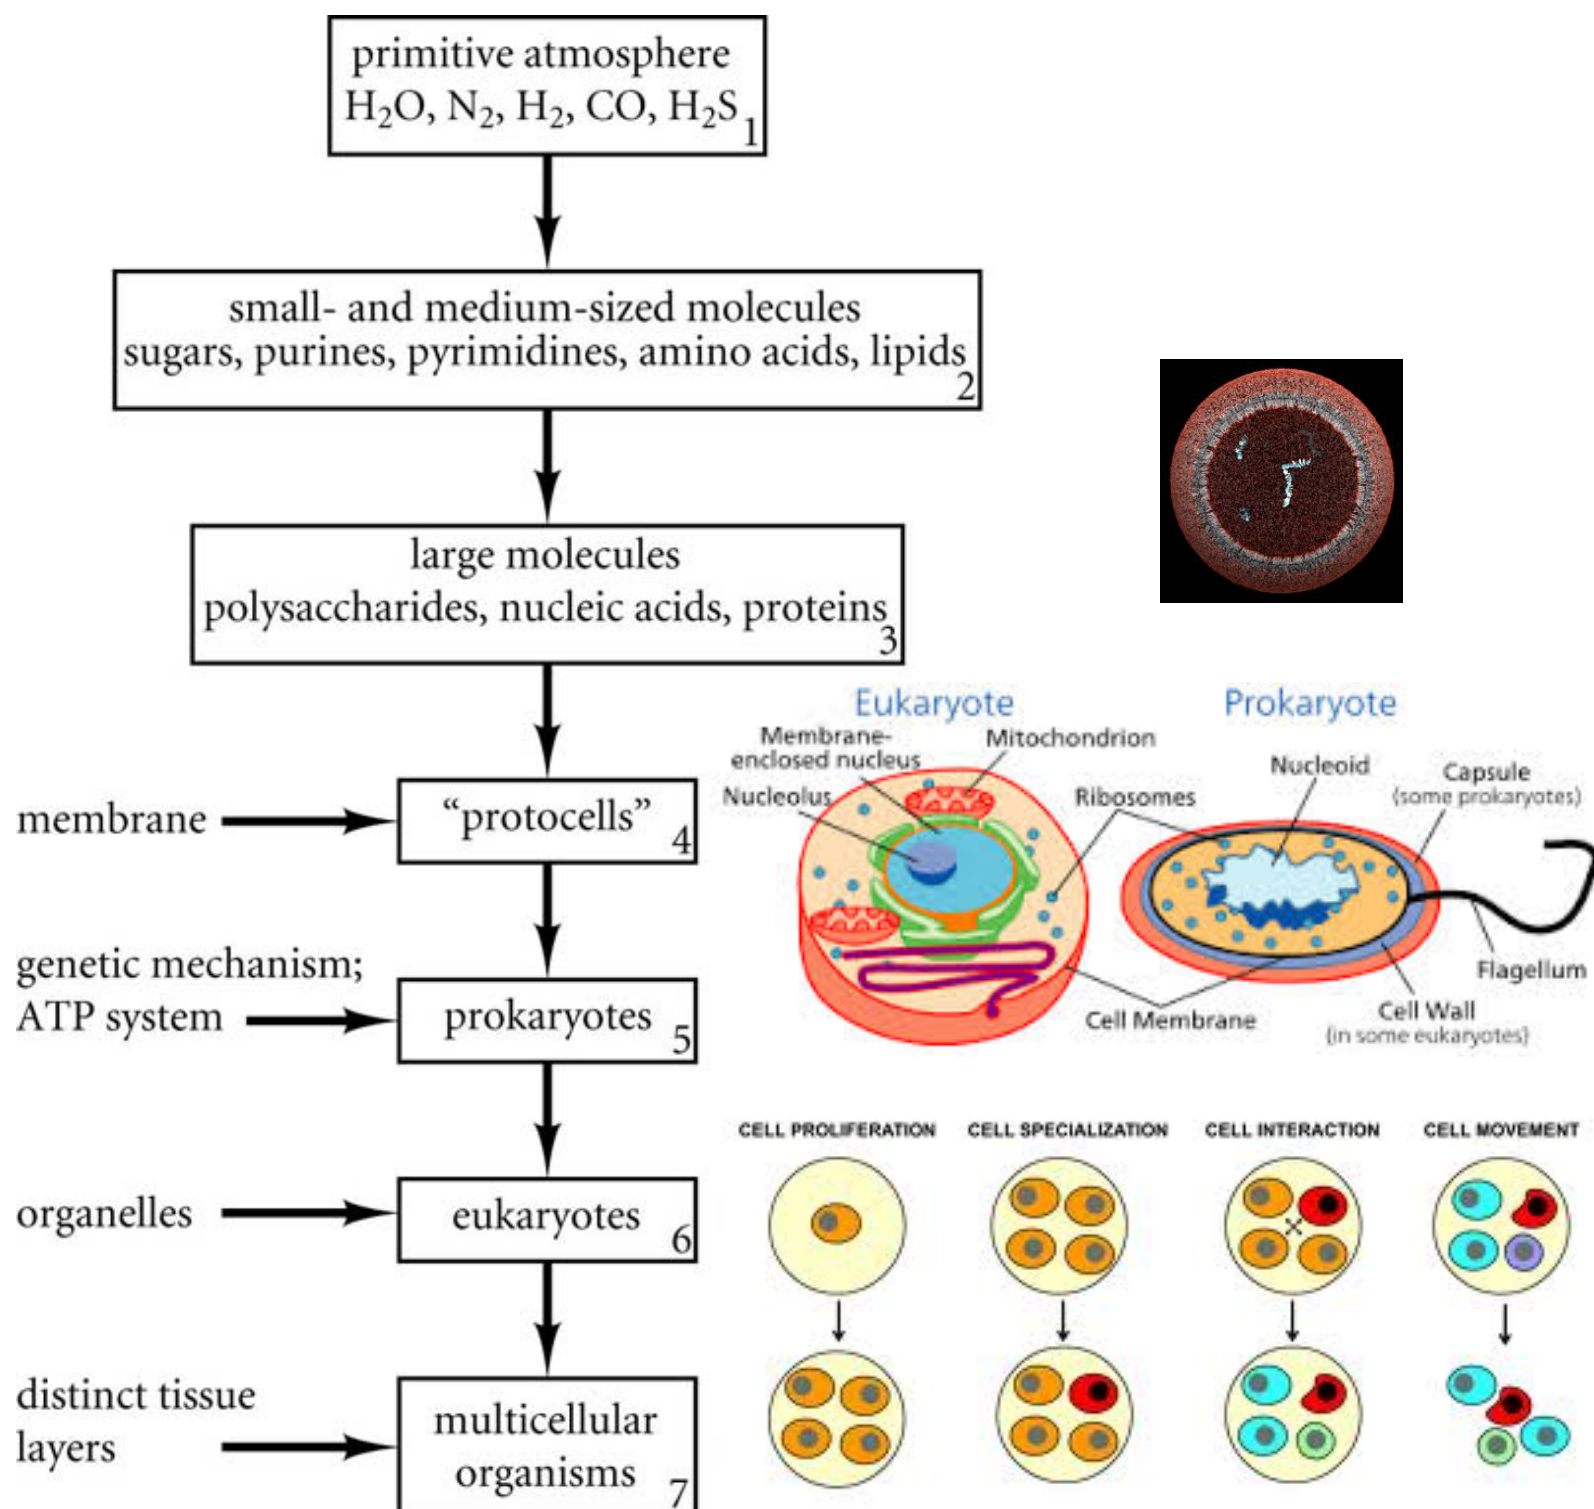 primitive atmosphere
H₂O, N₂, H₂, CO, H₂S
1
small- and medium-sized molecules
sugars, purines, pyrimidines, amino acids, lipids
2
large molecules
polysaccharides, nucleic acids, proteins
3
membrane
“protocells”
4
genetic mechanism;
ATP system
prokaryotes
5
organelles
eukaryotes
6
distinct tissue
layers
multicellular
organisms
7
Eukaryote
Prokaryote
Membrane-
enclosed nucleus
Mitochondrion
Nucleolus
Ribosomes
Nucleoid
Capsule
(some prokaryotes)
Cell Membrane
Flagellum
Cell Wall
(in some eukaryotes)
CELL PROLIFERATION
CELL SPECIALIZATION
CELL INTERACTION
CELL MOVEMENT